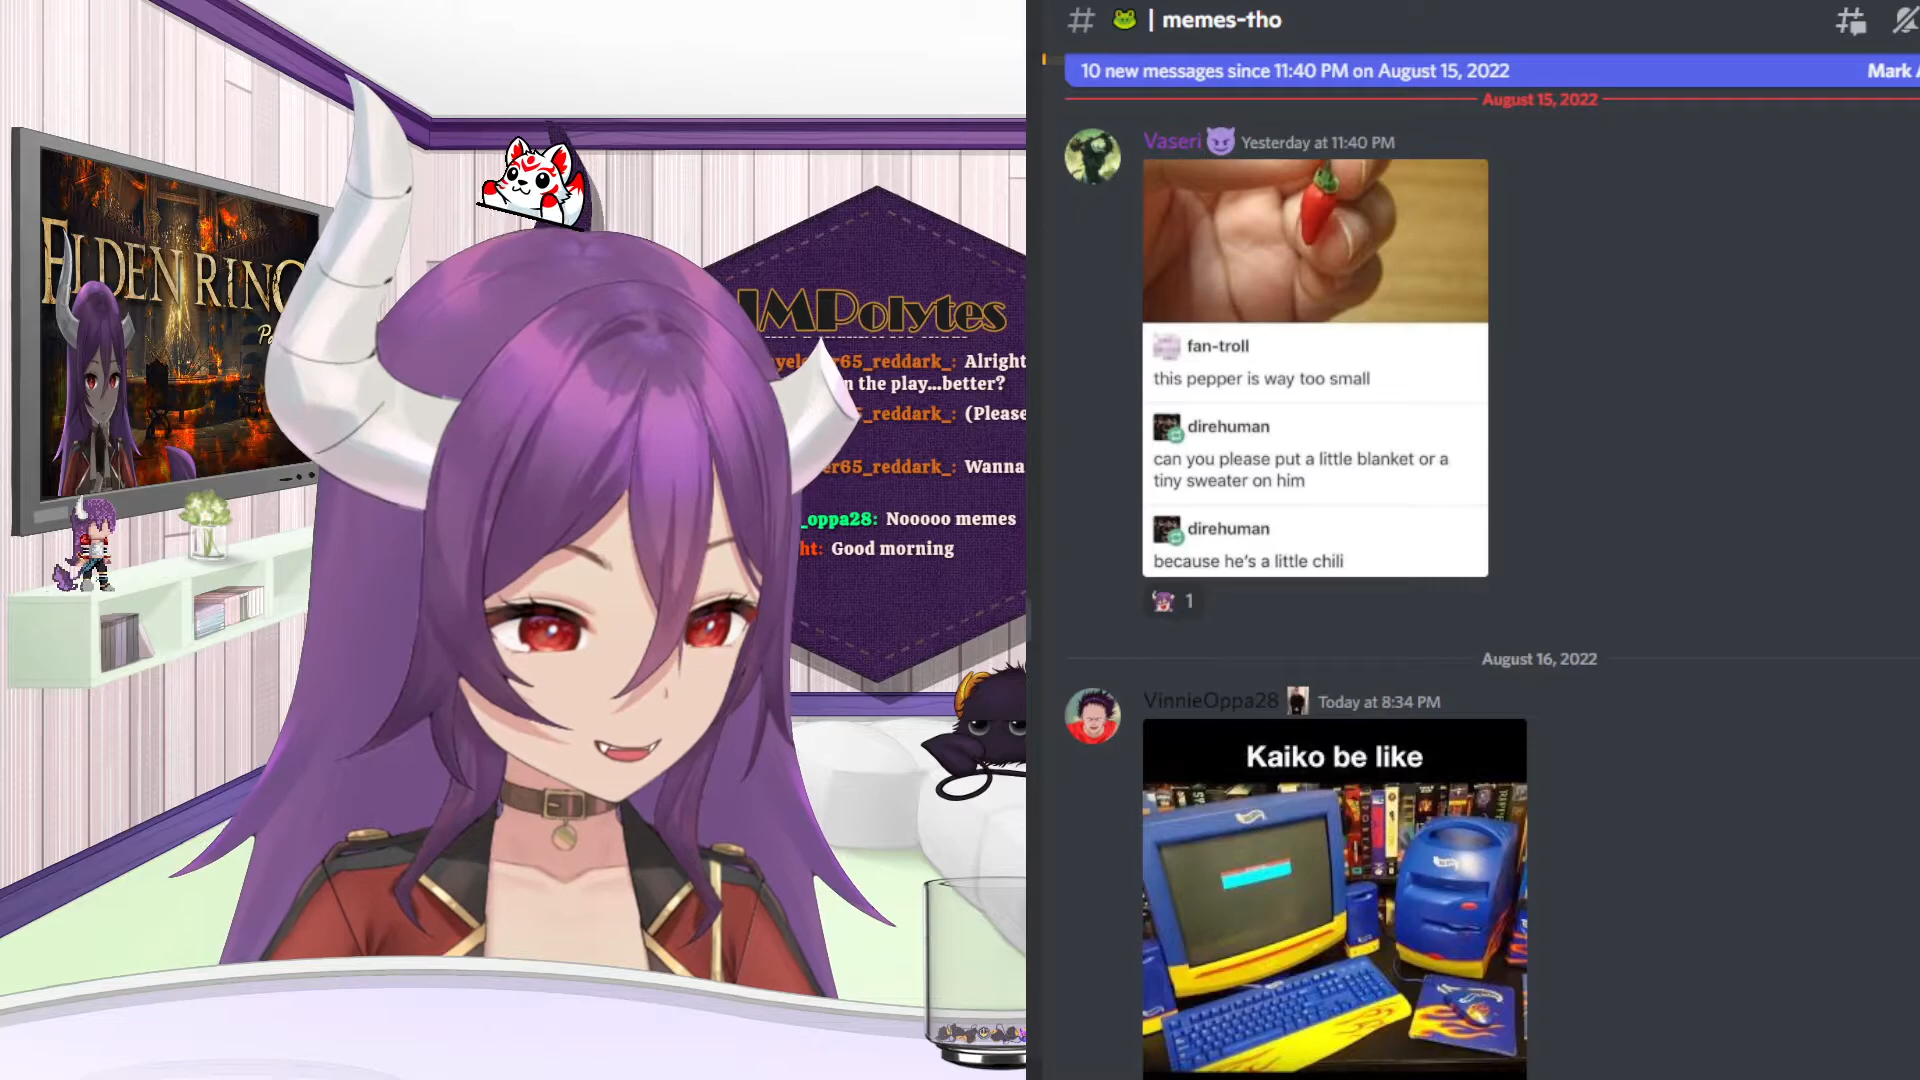 ELDEN RING
IMPolytes
65_reddark_: Alright
n the play...better?
_reddark_: (Please
er65_reddark_: Wanna
_oppa28: Nooooo memes
ht: Good morning
# 🐸 | memes-tho
10 new messages since 11:40 PM on August 15, 2022
Mark
August 15, 2022
Vaseri 😈 Yesterday at 11:40 PM
fan-troll
this pepper is way too small
direhuman
can you please put a little blanket or a
tiny sweater on him
direhuman
because he's a little chili
1
August 16, 2022
VinnieOppa28 Today at 8:34 PM
Kaiko be like